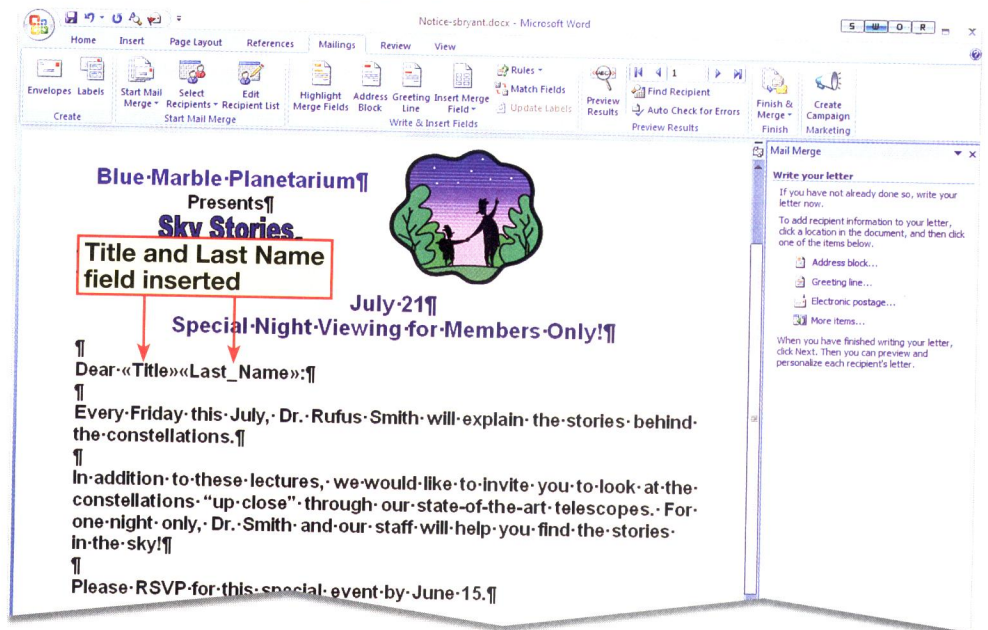 Notice-sbryant.docx - Microsoft Word
S W O R
Home Insert Page Layout References Mailings Review View
Envelopes Labels
Create
Start Mail Merge
Select Recipients
Edit Recipient List
Start Mail Merge
Highlight Merge Fields
Address Block
Greeting Line
Insert Merge Field
Rules
Match Fields
Update Labels
Write & Insert Fields
Preview Results
1
Find Recipient
Auto Check for Errors
Preview Results
Finish & Merge
Finish
Create Campaign
Marketing
Blue·Marble·Planetarium¶
Presents¶
Sky Stories
Title and Last Name
field inserted
July·21¶
Special·Night·Viewing·for·Members·Only!¶
¶
Dear·«Title»«Last_Name»:¶
¶
Every·Friday·this·July,·Dr.·Rufus·Smith·will·explain·the·stories·behind·
the·constellations.¶
¶
In·addition·to·these·lectures,·we·would·like·to·invite·you·to·look·at·the·
constellations·“up·close”·through·our·state-of-the-art·telescopes.·For·
one·night·only,·Dr.·Smith·and·our·staff·will·help·you·find·the·stories·
in·the·sky!¶
¶
Please·RSVP·for·this·special·event·by·June·15.¶
Mail Merge
Write your letter
If you have not already done so, write your
letter now.
To add recipient information to your letter,
click a location in the document, and then click
one of the items below.
Address block...
Greeting line...
Electronic postage...
More items...
When you have finished writing your letter,
click Next. Then you can preview and
personalize each recipient's letter.